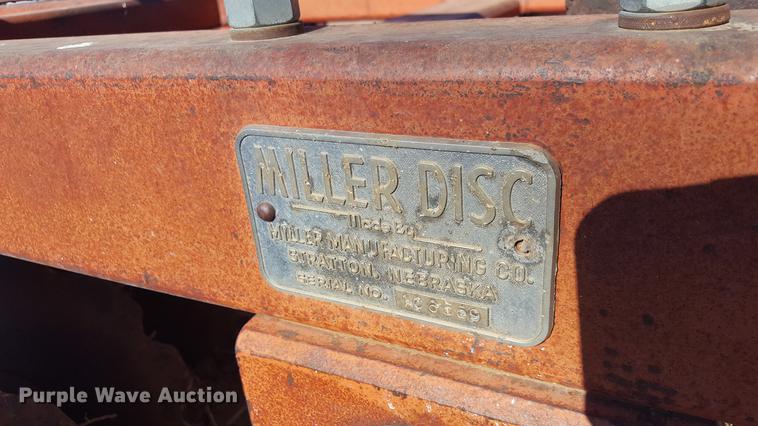 MILLER DISC
Made By
MILLER MANUFACTURING CO.
STRATTON, NEBRASKA
SERIAL NO.
Purple Wave Auction